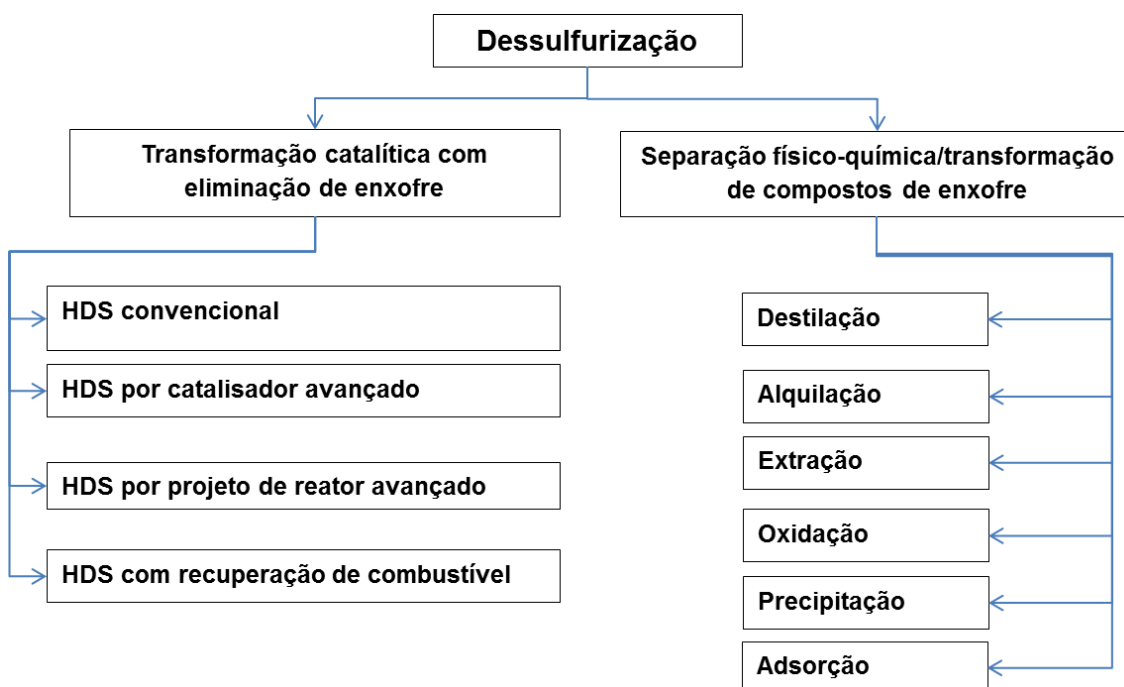 Dessulfurização
Transformação catalítica com
eliminação de enxofre
Separação físico-química/transformação
de compostos de enxofre
HDS convencional
HDS por catalisador avançado
HDS por projeto de reator avançado
HDS com recuperação de combustível
Destilação
Alquilação
Extração
Oxidação
Precipitação
Adsorção